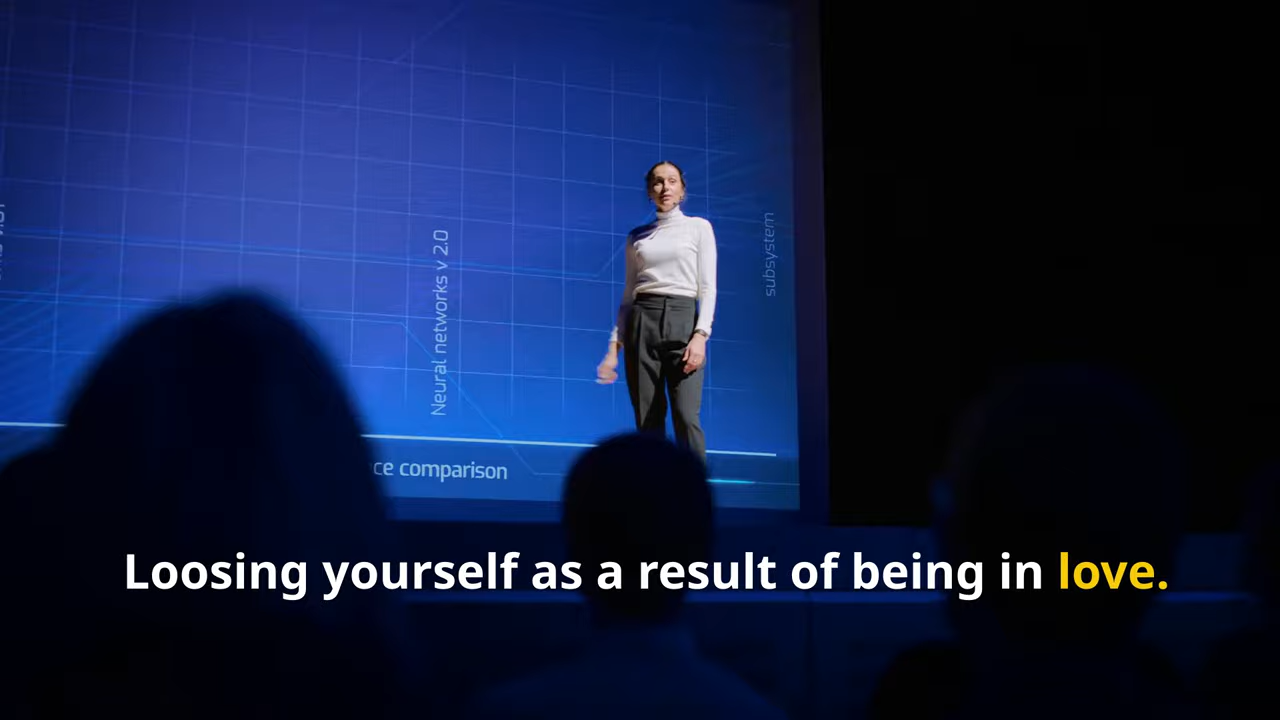 subsystem
Neural networks v 2.0
ce comparison
Loosing yourself as a result of being in love.